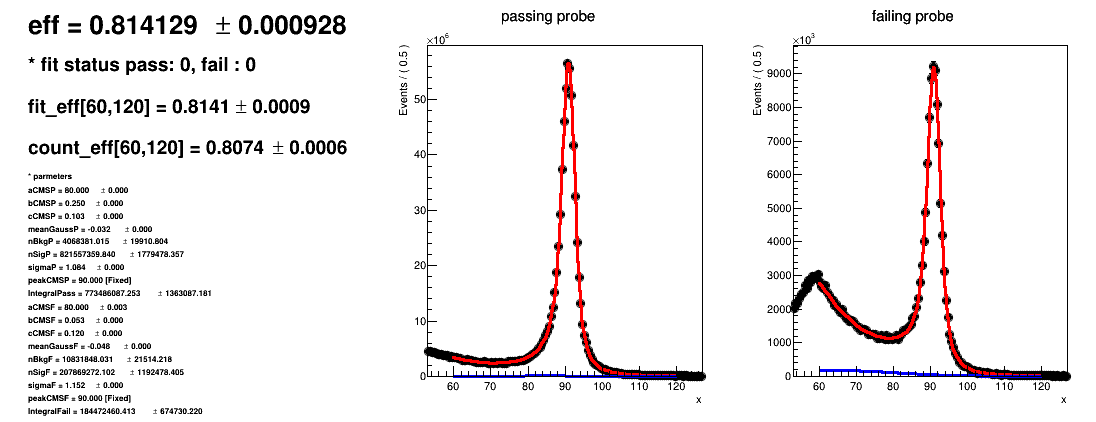 eff = 0.814129 ± 0.000928
* fit status pass: 0, fail : 0
fit_eff[60,120] = 0.8141 ± 0.0009
count_eff[60,120] = 0.8074 ± 0.0006
* parmeters
aCMSP = 80.000 ± 0.000
bCMSP = 0.250 ± 0.000
cCMSP = 0.103 ± 0.000
meanGaussP = -0.032 ± 0.000
nBkgP = 4068381.015 ± 19910.804
nSigP = 821557359.840 ± 1779478.357
sigmaP = 1.084 ± 0.000
peakCMSP = 90.000 [Fixed]
IntegralPass = 773486087.253 ± 1363087.181
aCMSF = 80.000 ± 0.003
bCMSF = 0.053 ± 0.000
cCMSF = 0.120 ± 0.000
meanGaussF = -0.048 ± 0.000
nBkgF = 10831848.031 ± 21514.218
nSigF = 207869272.102 ± 1192478.405
sigmaF = 1.152 ± 0.000
peakCMSF = 90.000 [Fixed]
IntegralFail = 184472460.413 ± 674730.220
passing probe
×10⁶
Events / ( 0.5 )
50
40
30
20
10
0
60 70 80 90 100 110 120
x
failing probe
×10³
Events / ( 0.5 )
9000
8000
7000
6000
5000
4000
3000
2000
1000
0
60 70 80 90 100 110 120
x